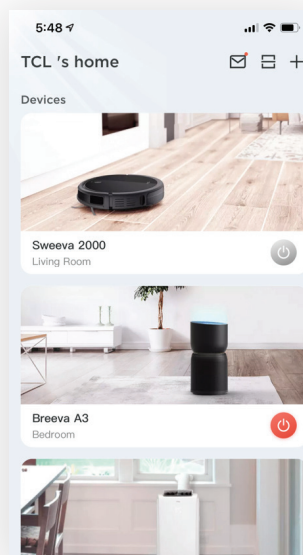 5:48
TCL 's home
Devices
Sweeva 2000
Living Room
Breeva A3
Bedroom